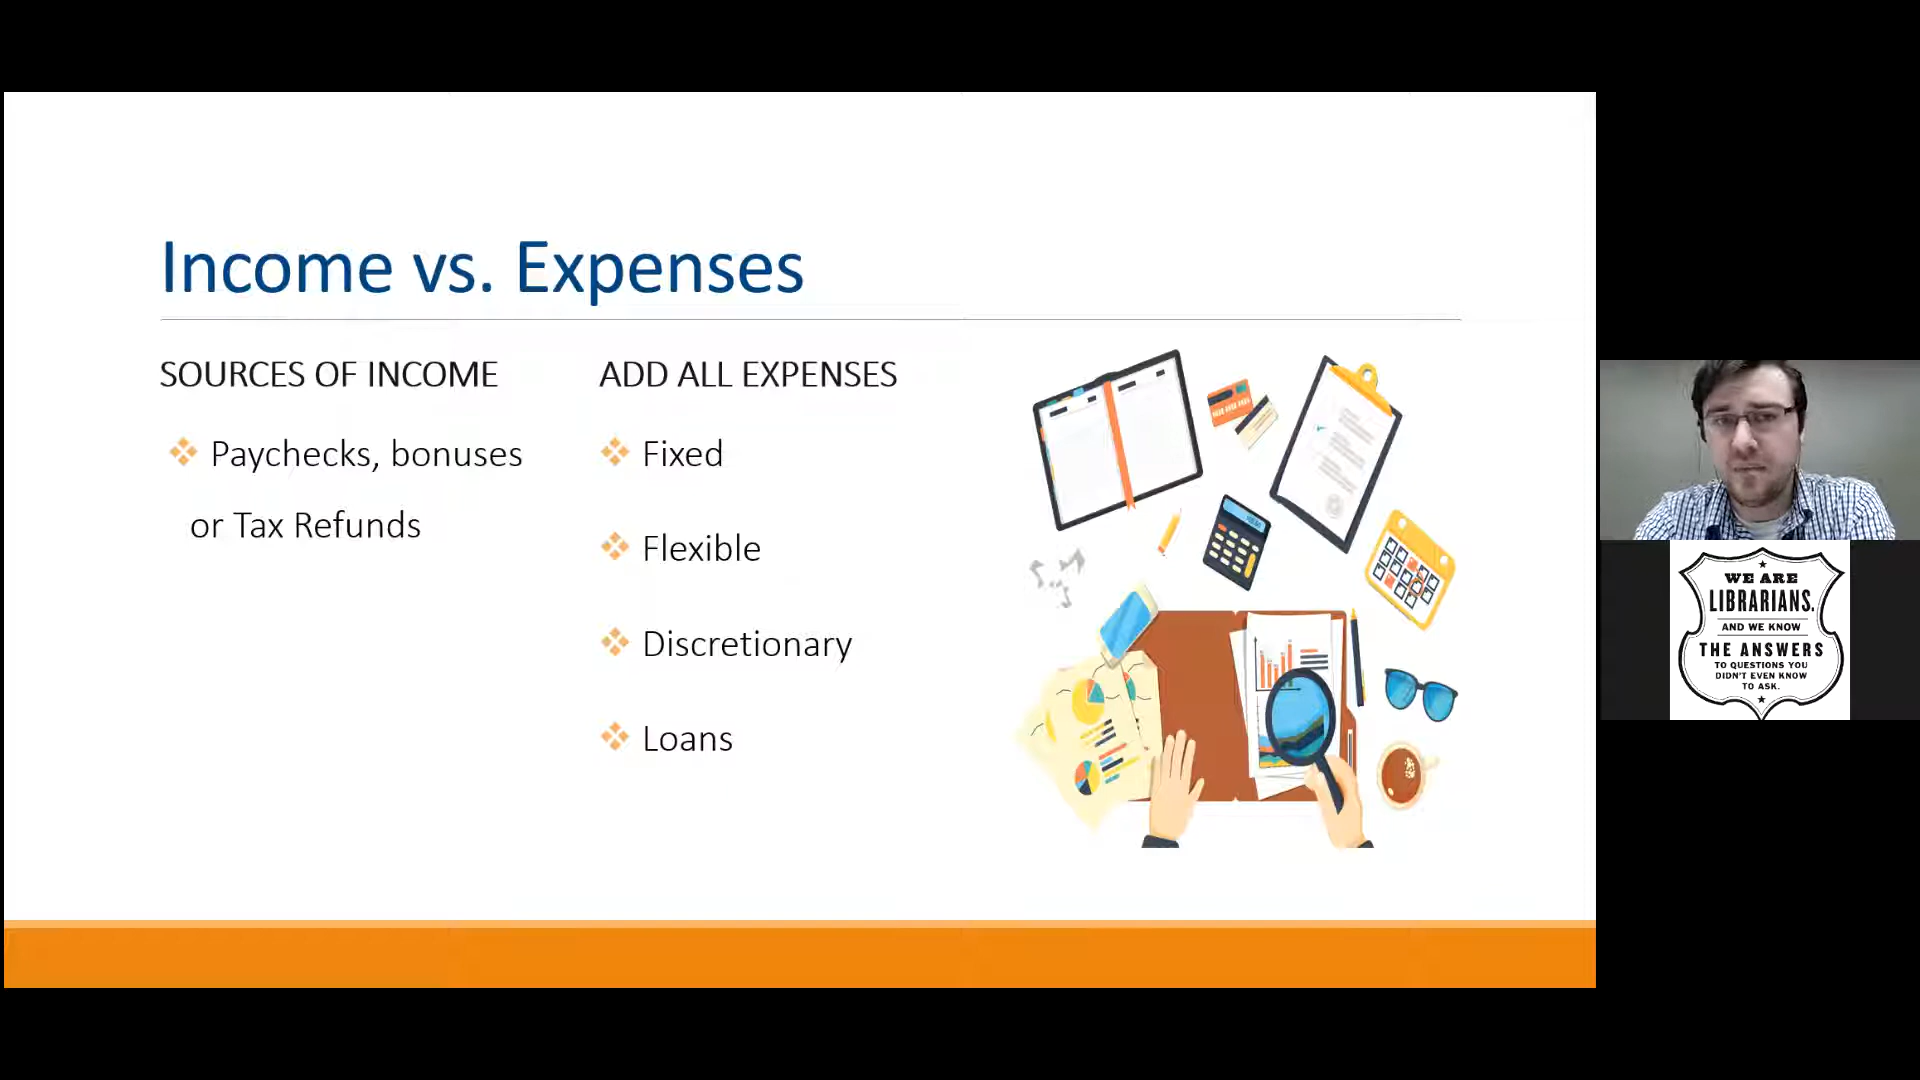 Income vs. Expenses
SOURCES OF INCOME
Paychecks, bonuses
or Tax Refunds
ADD ALL EXPENSES
Fixed
Flexible
Discretionary
Loans
WE ARE
LIBRARIANS.
AND WE KNOW
THE ANSWERS
TO QUESTIONS YOU
DIDN'T EVEN KNOW
TO ASK.